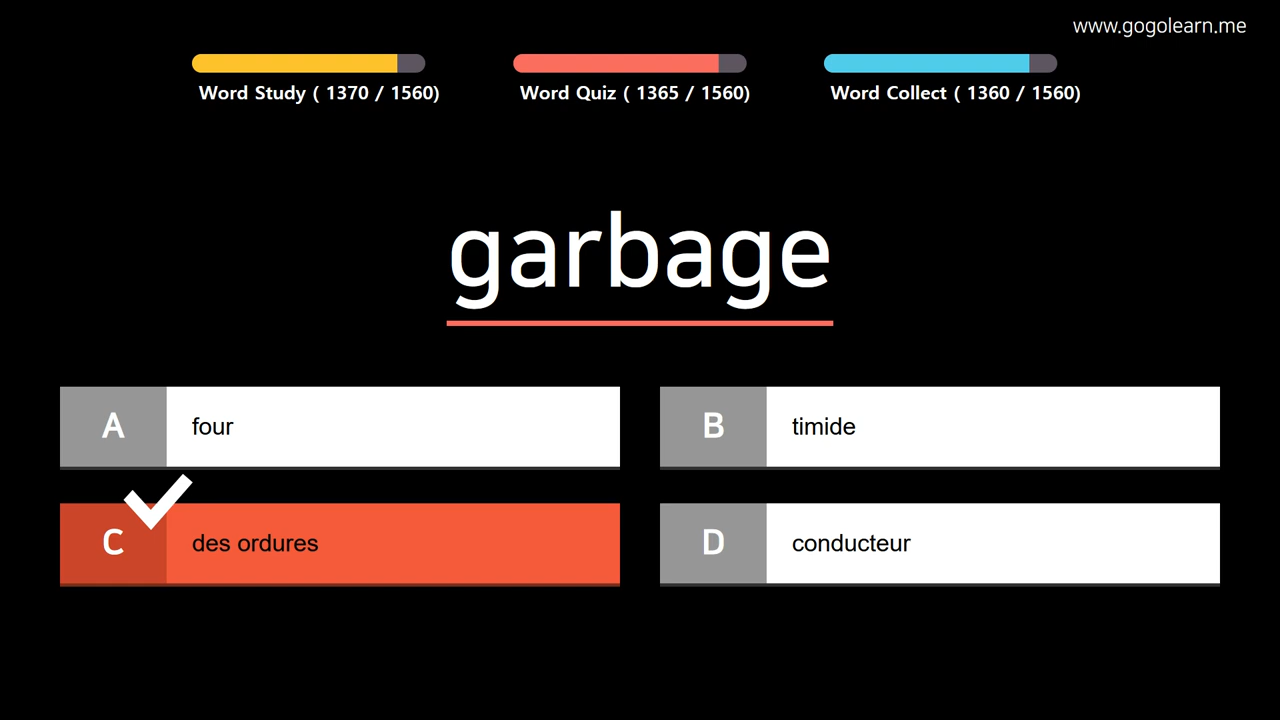 www.gogolearn.me
Word Study ( 1370 / 1560)
Word Quiz ( 1365 / 1560)
Word Collect ( 1360 / 1560)
garbage
A four
B timide
C des ordures
D conducteur